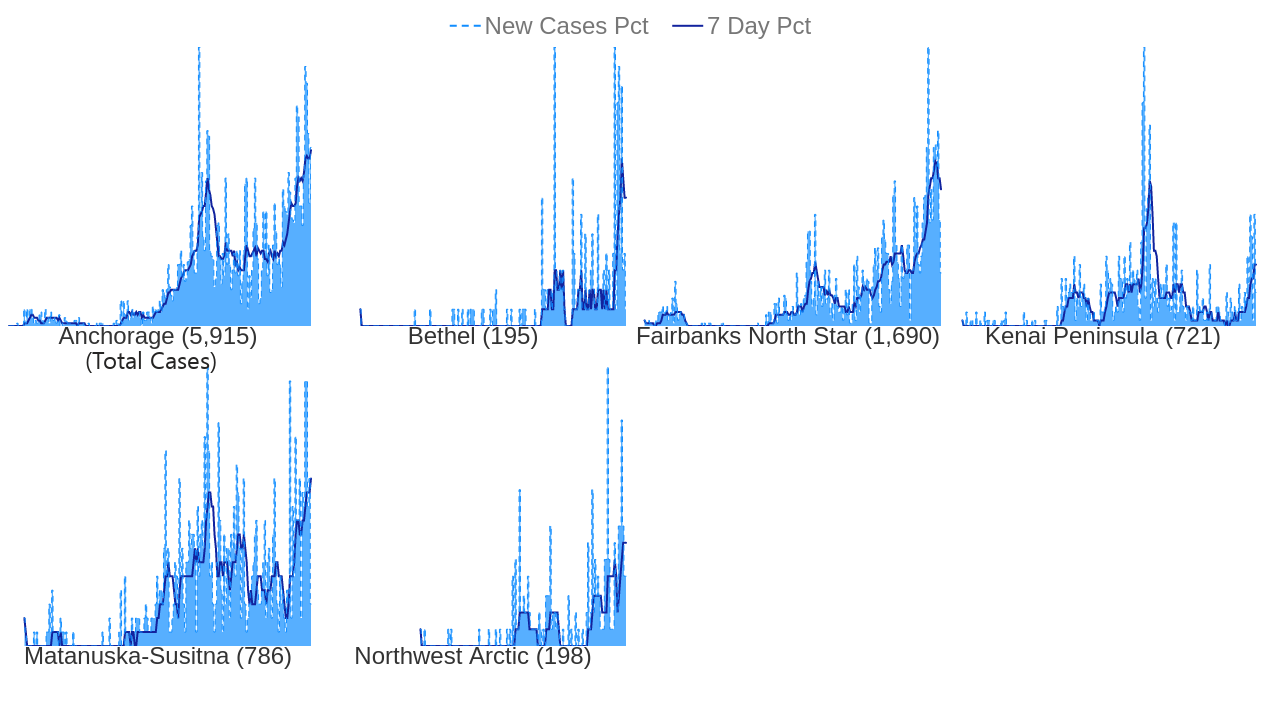 New Cases Pct 7 Day Pct
Anchorage (5,915)
(Total Cases)
Bethel (195)
Fairbanks North Star (1,690)
Kenai Peninsula (721)
Matanuska-Susitna (786)
Northwest Arctic (198)